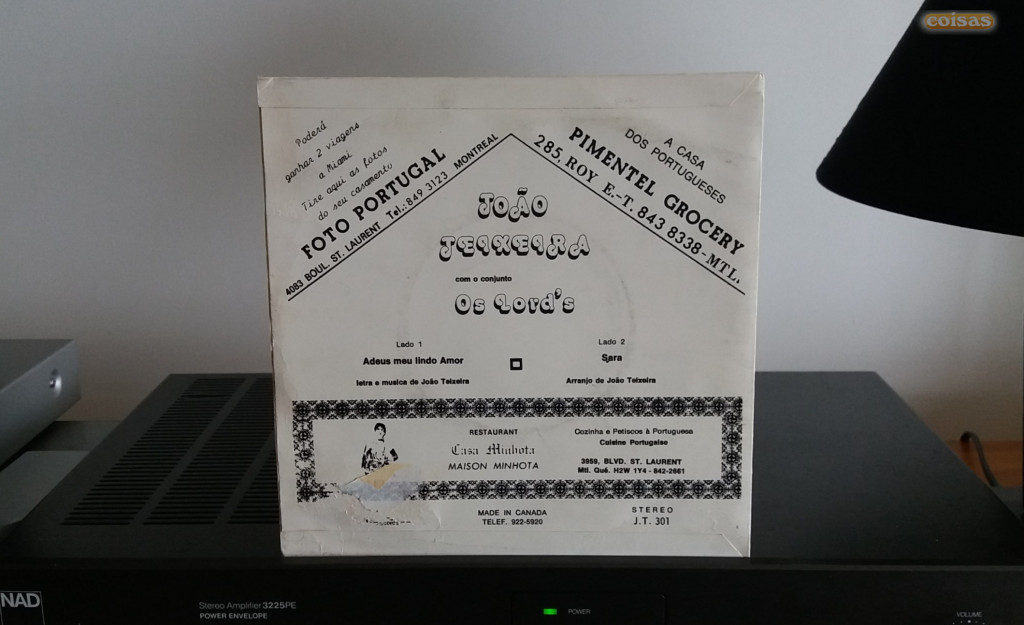 coisas
Poderá
ganhar 2 viagens
a Miami
Tire aqui as fotos
do seu casamento
FOTO PORTUGAL
4083 BOUL. ST. LAURENT Tel.: 849 3123 MONTREAL
A CASA
DOS PORTUGUESES
PIMENTEL GROCERY
285, ROY E.-T. 843 8338-MTL.
JOÃO
TEIXEIRA
com o conjunto
Os Lord's
Lado 1
Adeus meu lindo Amor
letra e musica de João Teixeira
Lado 2
Sara
Arranjo de João Teixeira
RESTAURANT
Casa Minhota
MAISON MINHOTA
Cozinha e Petiscos à Portuguesa
Cuisine Portugaise
3959, BLVD. ST. LAURENT
Mtl. Qué. H2W 1Y4 - 842-2661
MADE IN CANADA
TELEF. 922-5920
STEREO
J.T. 301
NAD
Stereo Amplifier 3225PE
POWER ENVELOPE
POWER
VOLUME